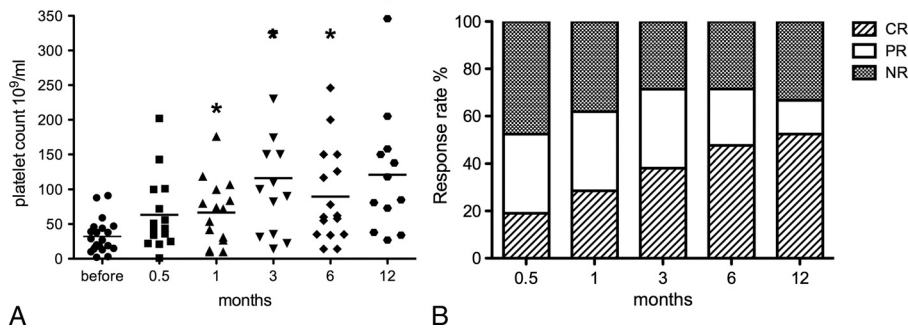 platelet count 10⁹/ml
350
300
250
200
150
100
50
0
before
0.5
1
3
6
12
*
*
*
months
A
Response rate %
100
80
60
40
20
0
0.5
1
3
6
12
months
CR
PR
NR
B